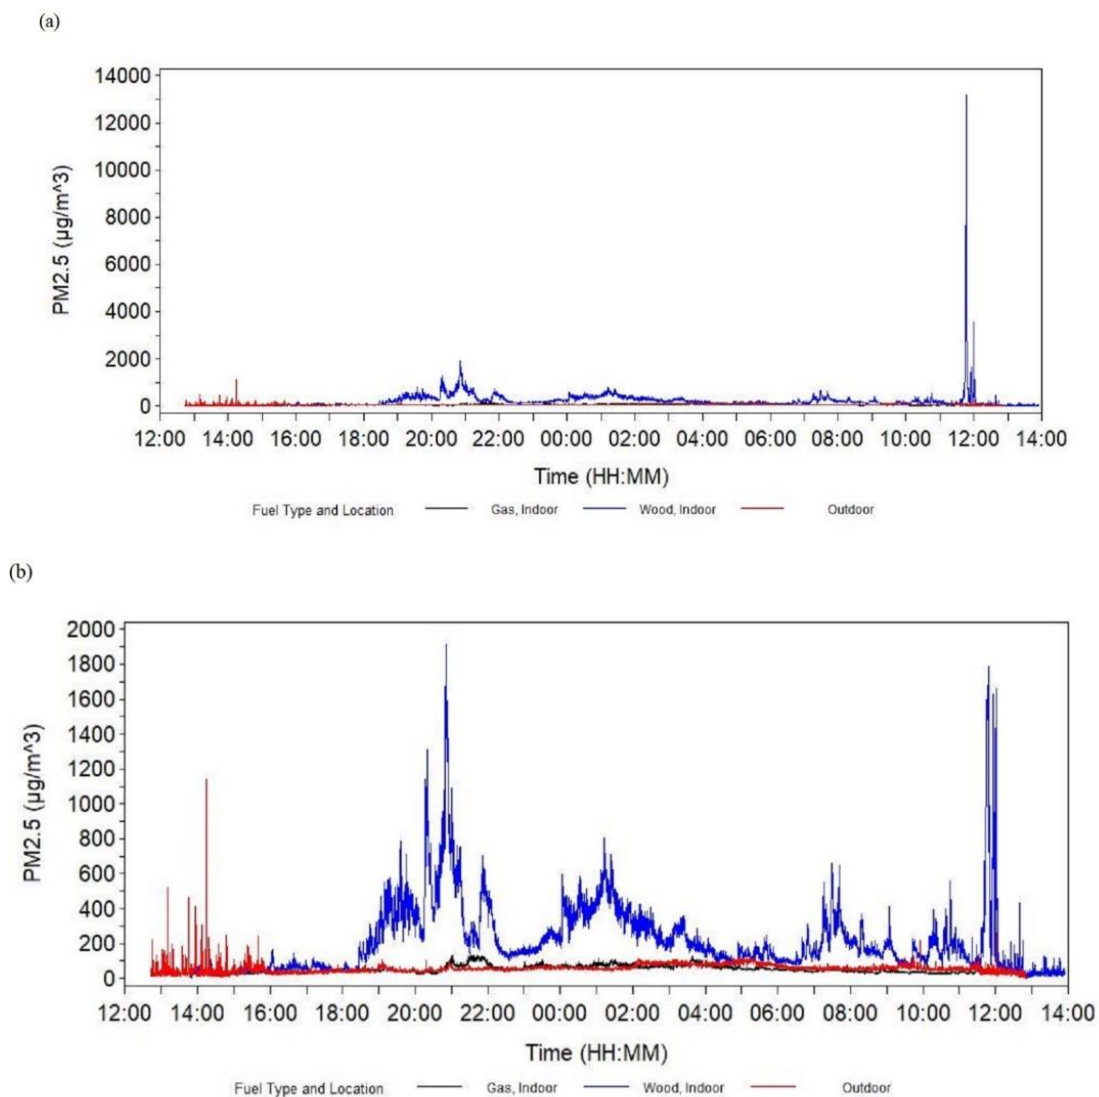 (a)
14000
12000
10000
8000
6000
4000
2000
0
PM2.5 (µg/m^3)
12:00 14:00 16:00 18:00 20:00 22:00 00:00 02:00 04:00 06:00 08:00 10:00 12:00 14:00
Time (HH:MM)
Fuel Type and Location Gas, Indoor Wood, Indoor Outdoor
(b)
2000
1800
1600
1400
1200
1000
800
600
400
200
0
PM2.5 (µg/m^3)
12:00 14:00 16:00 18:00 20:00 22:00 00:00 02:00 04:00 06:00 08:00 10:00 12:00 14:00
Time (HH:MM)
Fuel Type and Location Gas, Indoor Wood, Indoor Outdoor